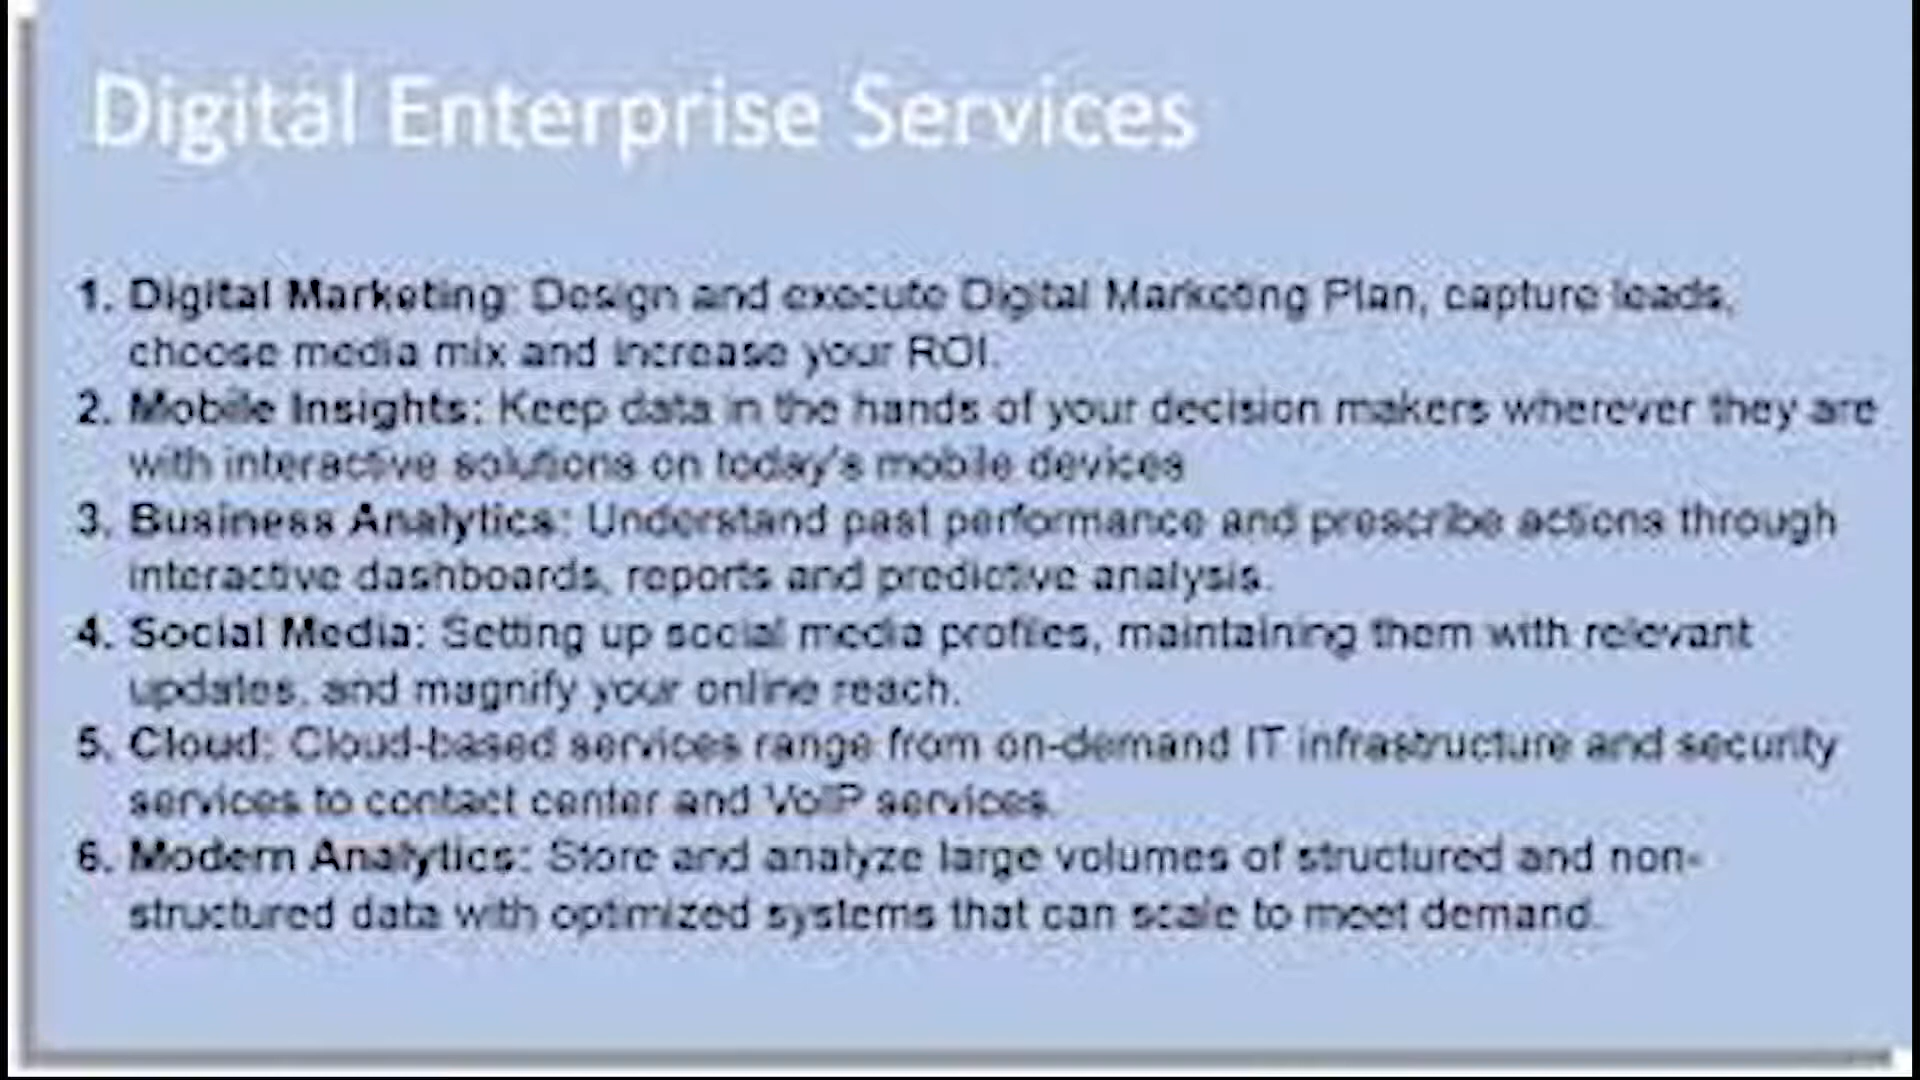 Digital Enterprise Services
1. Digital Marketing: Design and execute Digital Marketing Plan, capture leads,
choose media mix and increase your ROI.
2. Mobile Insights: Keep data in the hands of your decision makers wherever they are
with interactive solutions on today's mobile devices
3. Business Analytics: Understand past performance and prescribe actions through
interactive dashboards, reports and predictive analysis.
4. Social Media: Setting up social media profiles, maintaining them with relevant
updates, and magnify your online reach.
5. Cloud: Cloud-based services range from on-demand IT infrastructure and security
services to contact center and VoIP services.
6. Modern Analytics: Store and analyze large volumes of structured and non-
structured data with optimized systems that can scale to meet demand.